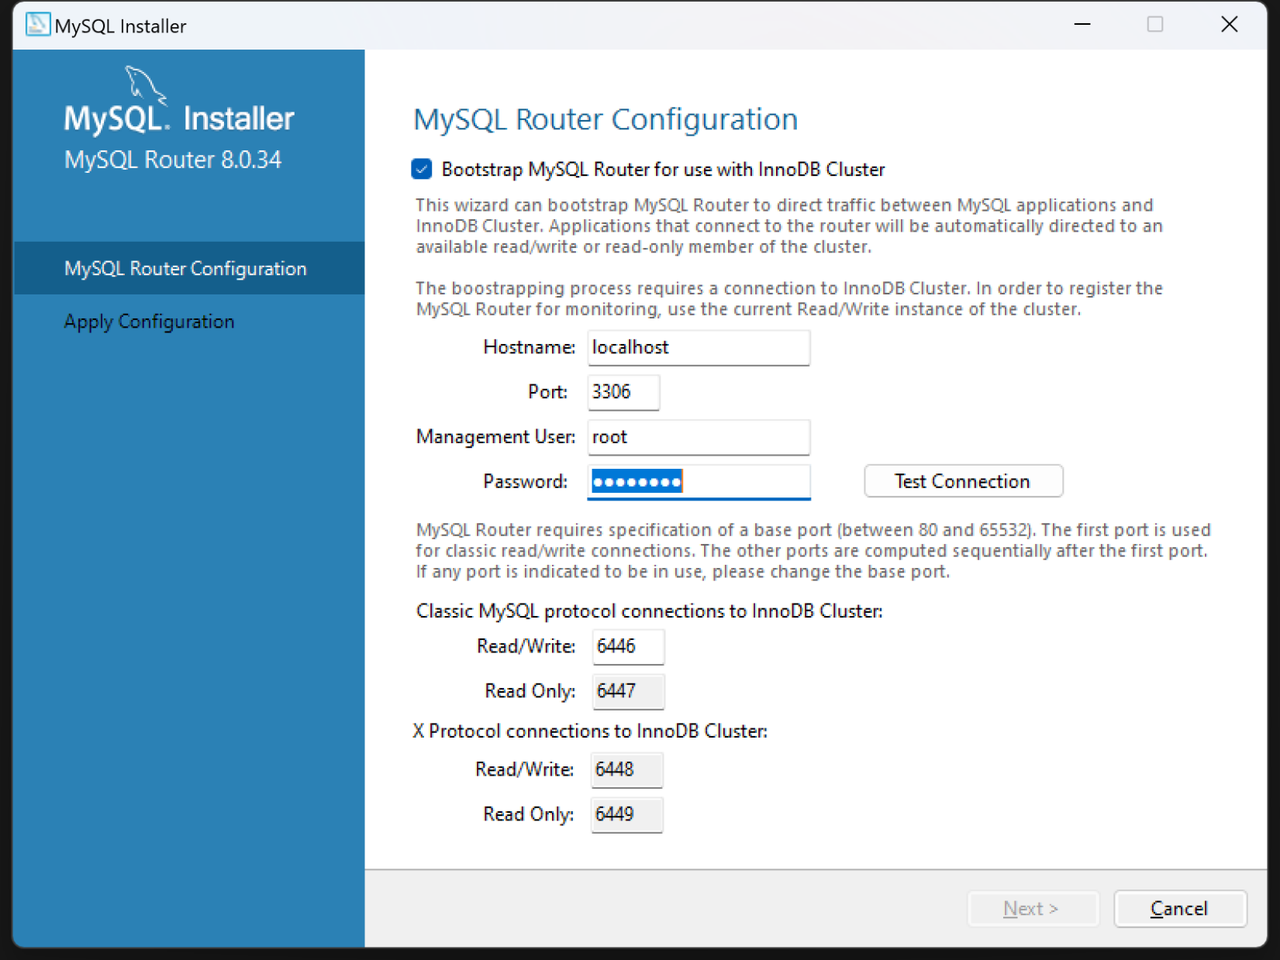 MySQL Installer
MySQL. Installer
MySQL Router 8.0.34
MySQL Router Configuration
Apply Configuration
MySQL Router Configuration
Bootstrap MySQL Router for use with InnoDB Cluster
This wizard can bootstrap MySQL Router to direct traffic between MySQL applications and
InnoDB Cluster. Applications that connect to the router will be automatically directed to an
available read/write or read-only member of the cluster.
The boostrapping process requires a connection to InnoDB Cluster. In order to register the
MySQL Router for monitoring, use the current Read/Write instance of the cluster.
Hostname: localhost
Port: 3306
Management User: root
Password: ●●●●●●●● Test Connection
MySQL Router requires specification of a base port (between 80 and 65532). The first port is used
for classic read/write connections. The other ports are computed sequentially after the first port.
If any port is indicated to be in use, please change the base port.
Classic MySQL protocol connections to InnoDB Cluster:
Read/Write: 6446
Read Only: 6447
X Protocol connections to InnoDB Cluster:
Read/Write: 6448
Read Only: 6449
Next > Cancel